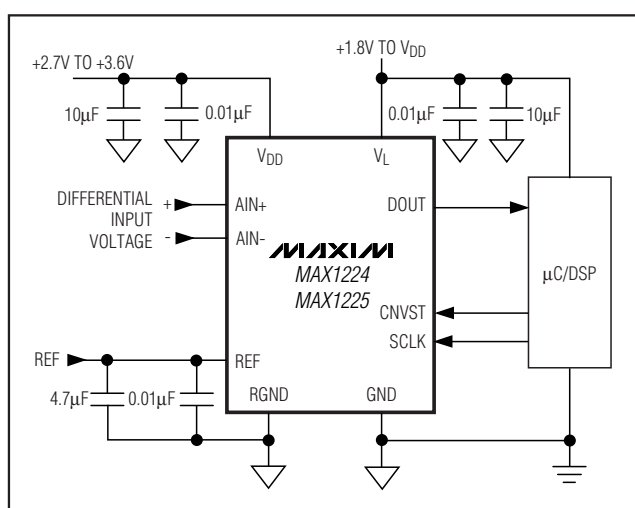 +2.7V TO +3.6V
+1.8V TO VDD
10µF
0.01µF
0.01µF
10µF
VDD
VL
DIFFERENTIAL
INPUT
VOLTAGE
+
-
AIN+
AIN-
DOUT
MAXIM
MAX1224
MAX1225
µC/DSP
CNVST
SCLK
REF
REF
4.7µF
0.01µF
RGND
GND